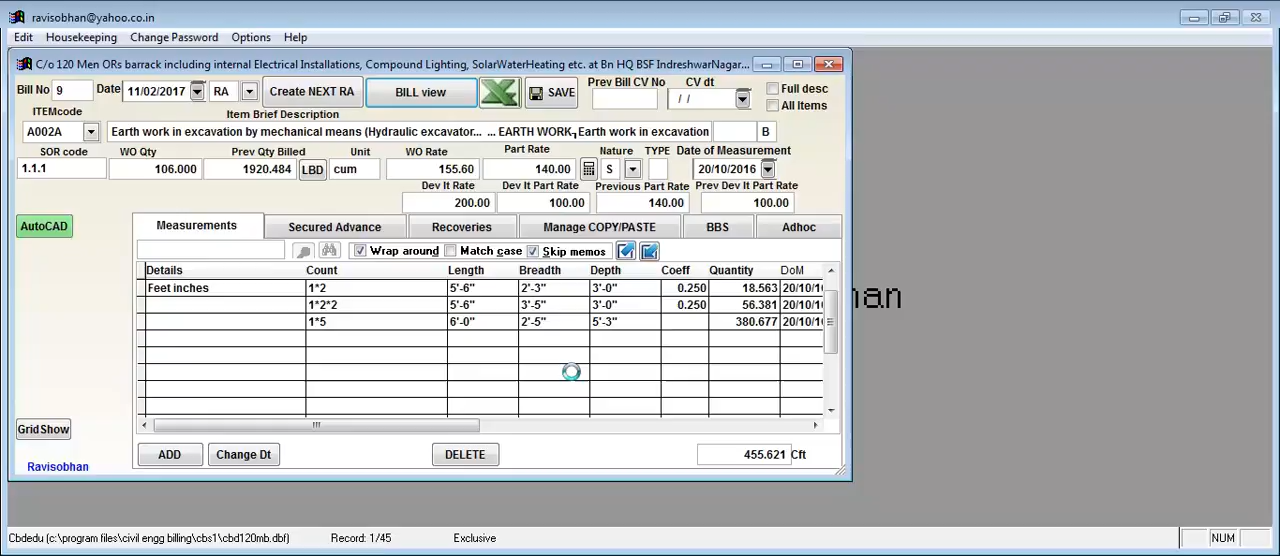 ravisobhan@yahoo.co.in
Edit Housekeeping Change Password Options Help
C/o 120 Men ORs barrack including internal Electrical Installations, Compound Lighting, SolarWaterHeating etc. at Bn HQ BSF IndreshwarNagar...
Bill No 9 Date 11/02/2017 RA Create NEXT RA BILL view SAVE Prev Bill CV No CV dt / / Full desc
All Items
ITEMcode Item Brief Description
A002A Earth work in excavation by mechanical means (Hydraulic excavator... ... EARTH WORK, Earth work in excavation B
SOR code WO Qty Prev Qty Billed Unit WO Rate Part Rate Nature TYPE Date of Measurement
1.1.1 106.000 1920.484 LBD cum 155.60 140.00 S 20/10/2016
Dev It Rate Dev It Part Rate Previous Part Rate Prev Dev It Part Rate
200.00 100.00 140.00 100.00
AutoCAD Measurements Secured Advance Recoveries Manage COPY/PASTE BBS Adhoc
Wrap around Match case Skip memos
Details Count Length Breadth Depth Coeff Quantity DoM
Feet inches 1*2 5'-6" 2'-3" 3'-0" 0.250 18.563 20/10/1
1*2*2 5'-6" 3'-5" 3'-0" 0.250 56.381 20/10/1
1*5 6'-0" 2'-5" 5'-3" 380.677 20/10/1
han
GridShow
ADD Change Dt DELETE 455.621 Cft
Ravisobhan
Cbdedu (c:\program files\civil engg billing\cbs1\cbd120mb.dbf) Record: 1/45 Exclusive NUM